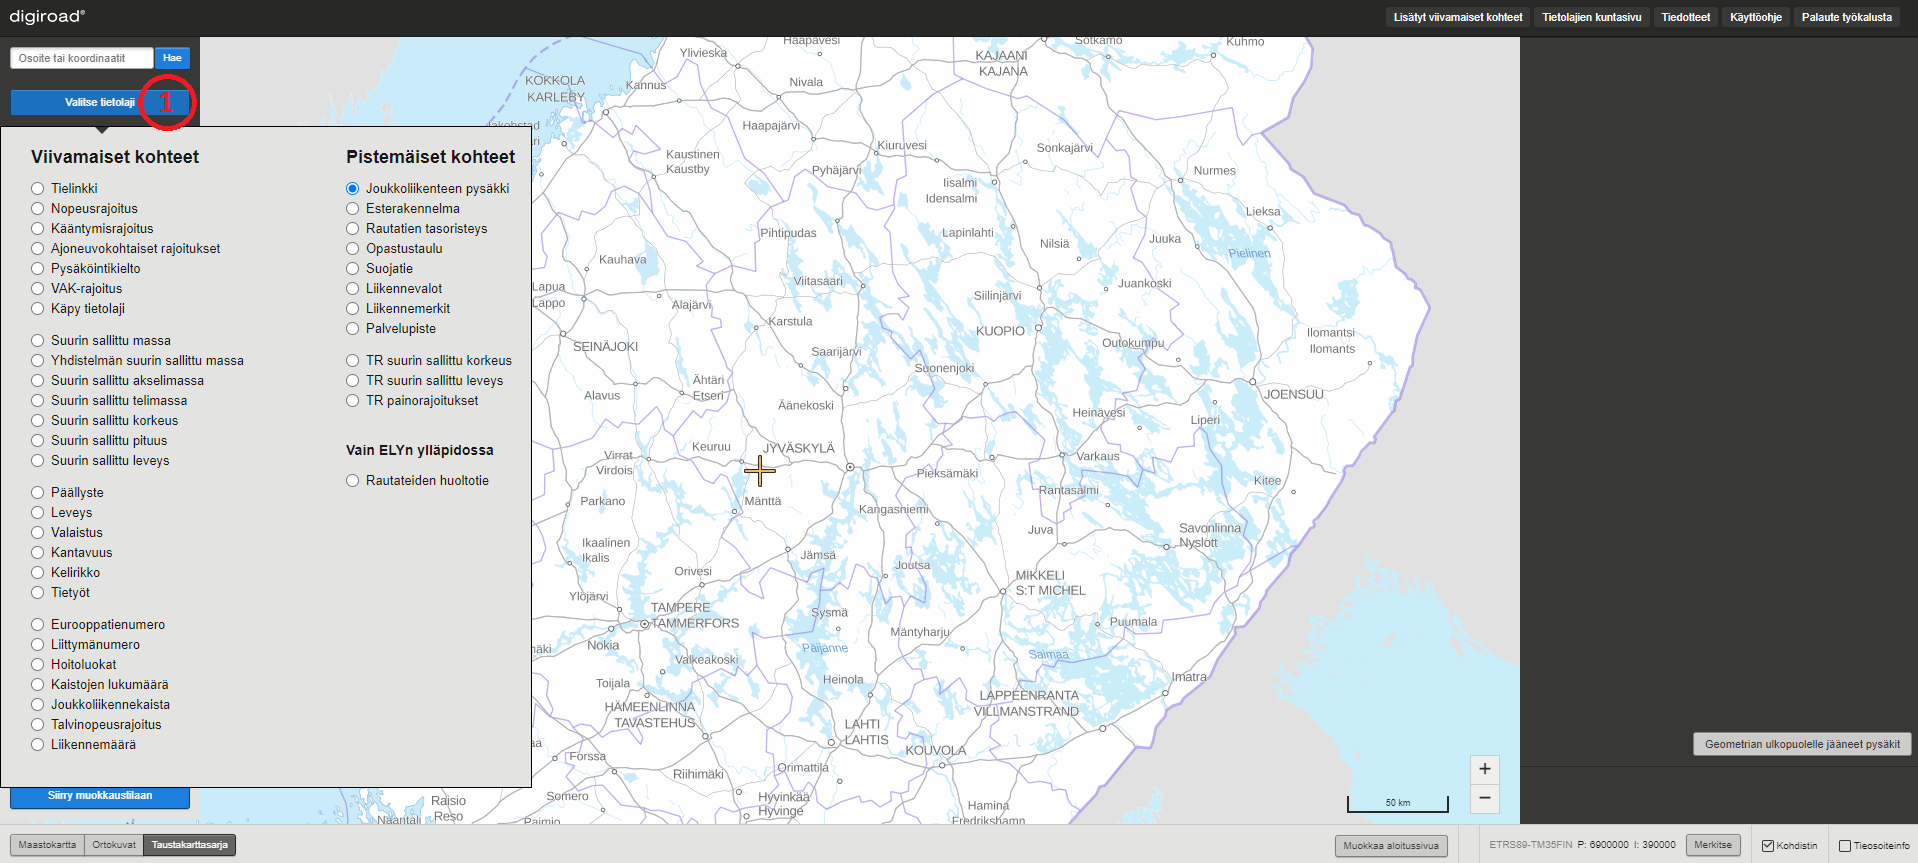 digiroad®
Lisätyt viivamaiset kohteet
Tietolajien kuntasivu
Tiedotteet
Käyttöohje
Palaute työkalusta
Osoite tai koordinaatit
Hae
Valitse tietolaji
1
Viivamaiset kohteet
Tielinkki
Nopeusrajoitus
Kääntymisrajoitus
Ajoneuvokohtaiset rajoitukset
Pysäköintikielto
VAK-rajoitus
Käpy tietolaji
Suurin sallittu massa
Yhdistelmän suurin sallittu massa
Suurin sallittu akselimassa
Suurin sallittu telimassa
Suurin sallittu korkeus
Suurin sallittu pituus
Suurin sallittu leveys
Päällyste
Leveys
Valaistus
Kantavuus
Kelirikko
Tietyöt
Eurooppatienumero
Liittymänumero
Hoitoluokat
Kaistojen lukumäärä
Joukkoliikennekaista
Talvinopeusrajoitus
Liikennemäärä
Pistemäiset kohteet
Joukkoliikenteen pysäkki
Esterakennelma
Rautatien tasoristeys
Opastustaulu
Suojatie
Liikennevalot
Liikennemerkit
Palvelupiste
TR suurin sallittu korkeus
TR suurin sallittu leveys
TR painorajoitukset
Vain ELYn ylläpidossa
Rautateiden huoltotie
Siirry muokkaustilaan
Ylivieska
Haapavesi
KAJAANI
KAJANA
Sotkamo
Kuhmo
KOKKOLA
KARLEBY
Kannus
Nivala
Haapajärvi
Kiuruvesi
Sonkajärvi
Kaustinen
Kaustby
Pyhäjärvi
Iisalmi
Idensalmi
Nurmes
Lieksa
Pihtipudas
Lapinlahti
Nilsiä
Juuka
Pielinen
Kauhava
Lapua
Lappo
Alajärvi
Viitasaari
Siilinjärvi
Juankoski
Karstula
KUOPIO
Ilomantsi
Ilomants
SEINÄJOKI
Saarijärvi
Outokumpu
Suonenjoki
Ähtäri
Etseri
Alavus
Äänekoski
JOENSUU
Heinävesi
Liperi
Keuruu
JYVÄSKYLÄ
Virrat
Virdois
Varkaus
Pieksämäki
Kitee
Rantasalmi
Parkano
Mänttä
Kangasniemi
Juva
Savonlinna
Nyslott
Ikaalinen
Ikalis
Jämsä
Joutsa
Orivesi
MIKKELI
S:T MICHEL
Ylöjärvi
TAMPERE
TAMMERFORS
Sysmä
Puumala
Mäntyharju
Nokia
Päijänne
Saimaa
Valkeakoski
Toijala
Heinola
Imatra
HÄMEENLINNA
TAVASTEHUS
LAPPEENRANTA
VILLMANSTRAND
LAHTI
LAHTIS
KOUVOLA
Forssa
Riihimäki
Orimattila
Raisio
Reso
Somero
Hyvinkää
Hyvinge
Hamina
Fredrikshamn
Naantali
Paimio
50 km
+
−
Geometrian ulkopuolelle jääneet pysäkit
Maastokartta
Ortokuvat
Taustakarttasarja
Muokkaa aloitussivua
ETRS89-TM35FIN P: 6900000 I: 390000
Merkitse
Kohdistin
Tieosoiteinfo